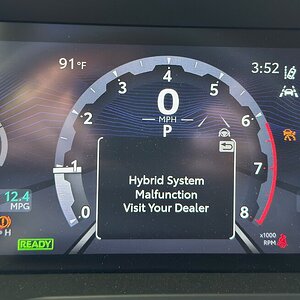 91°F
3:52
4
3
5
2
6
1
7
.0
8
0
MPH
P
Hybrid System
Malfunction
Visit Your Dealer
12.4
MPG
P H
READY
x1000
RPM